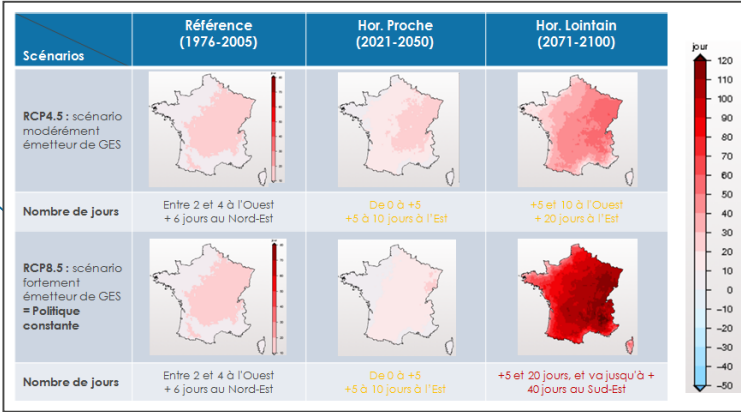 Scénarios
Référence
(1976-2005)
Hor. Proche
(2021-2050)
Hor. Lointain
(2071-2100)
RCP4.5 : scénario
modérément
émetteur de GES
Nombre de jours
Entre 2 et 4 à l'Ouest
+ 6 jours au Nord-Est
De 0 à +5
+5 à 10 jours à l'Est
+5 et 10 à l'Ouest
+ 20 jours à l'Est
RCP8.5 : scénario
fortement
émetteur de GES
= Politique
constante
Nombre de jours
Entre 2 et 4 à l'Ouest
+ 6 jours au Nord-Est
De 0 à +5
+5 à 10 jours à l'Est
+5 et 20 jours, et va jusqu'à +
40 jours au Sud-Est
jour
120
110
100
90
80
70
60
50
40
30
20
10
0
−10
−20
−30
−40
−50